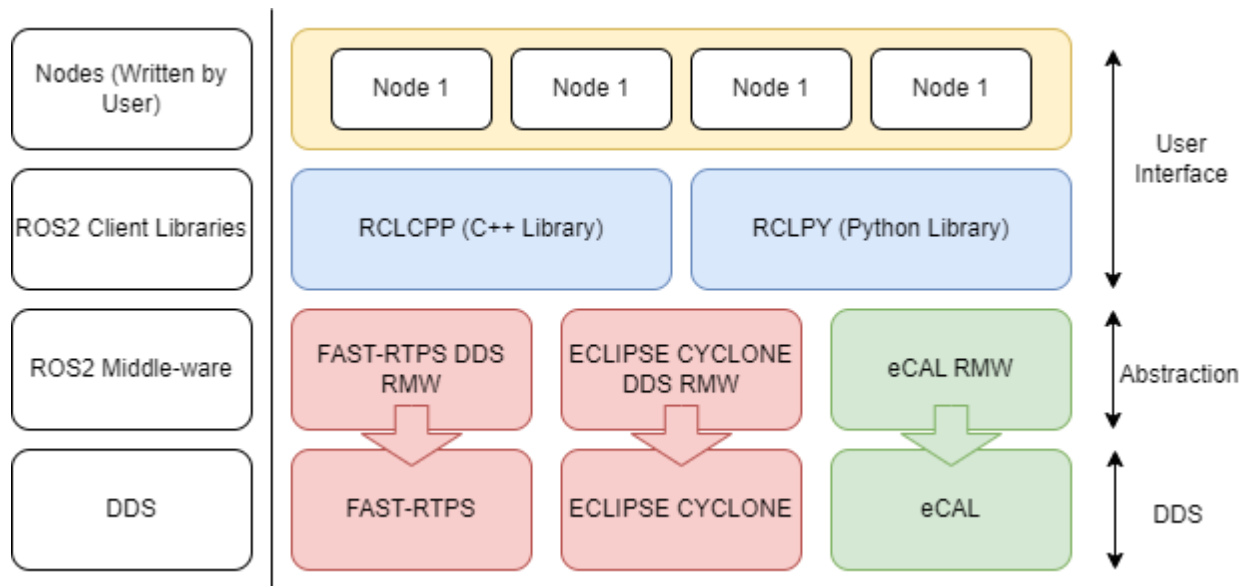 Nodes (Written by
User)
Node 1
Node 1
Node 1
Node 1
User
Interface
ROS2 Client Libraries
RCLCPP (C++ Library)
RCLPY (Python Library)
ROS2 Middle-ware
FAST-RTPS DDS
RMW
ECLIPSE CYCLONE
DDS RMW
eCAL RMW
Abstraction
DDS
FAST-RTPS
ECLIPSE CYCLONE
eCAL
DDS